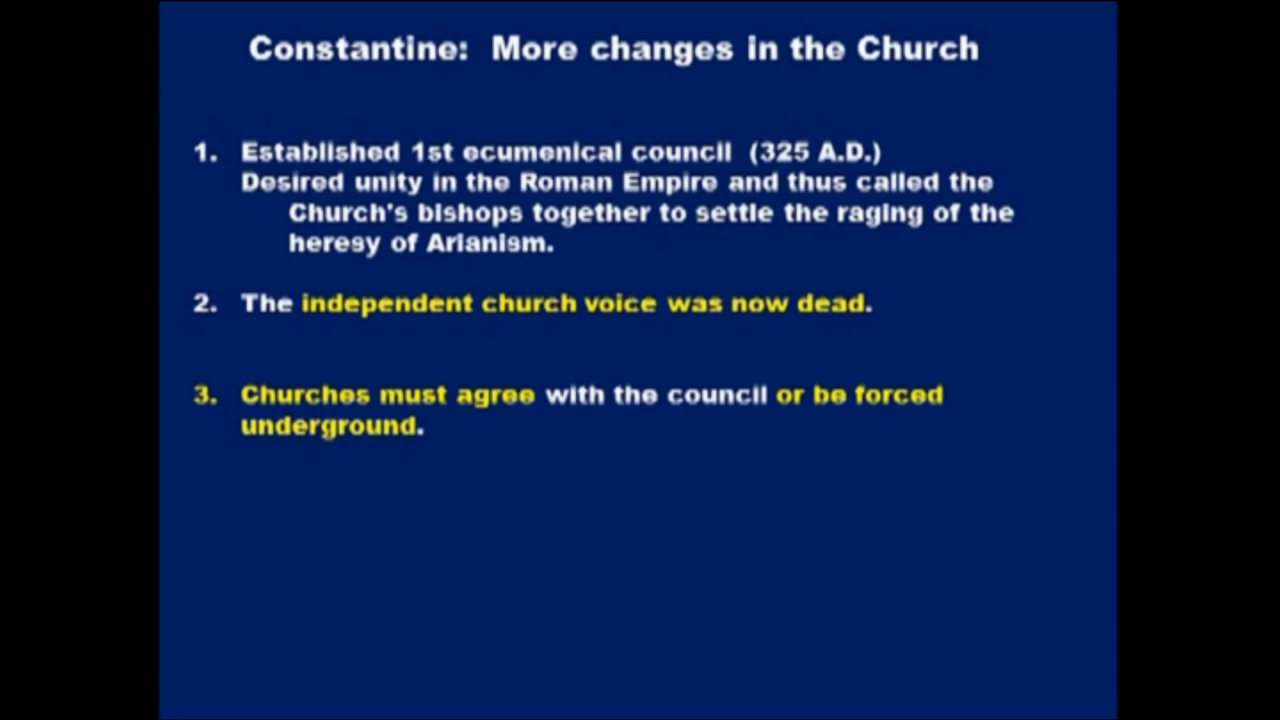 Constantine: More changes in the Church
1. Established 1st ecumenical council (325 A.D.)
Desired unity in the Roman Empire and thus called the
Church's bishops together to settle the raging of the
heresy of Arianism.
2. The independent church voice was now dead.
3. Churches must agree with the council or be forced
underground.